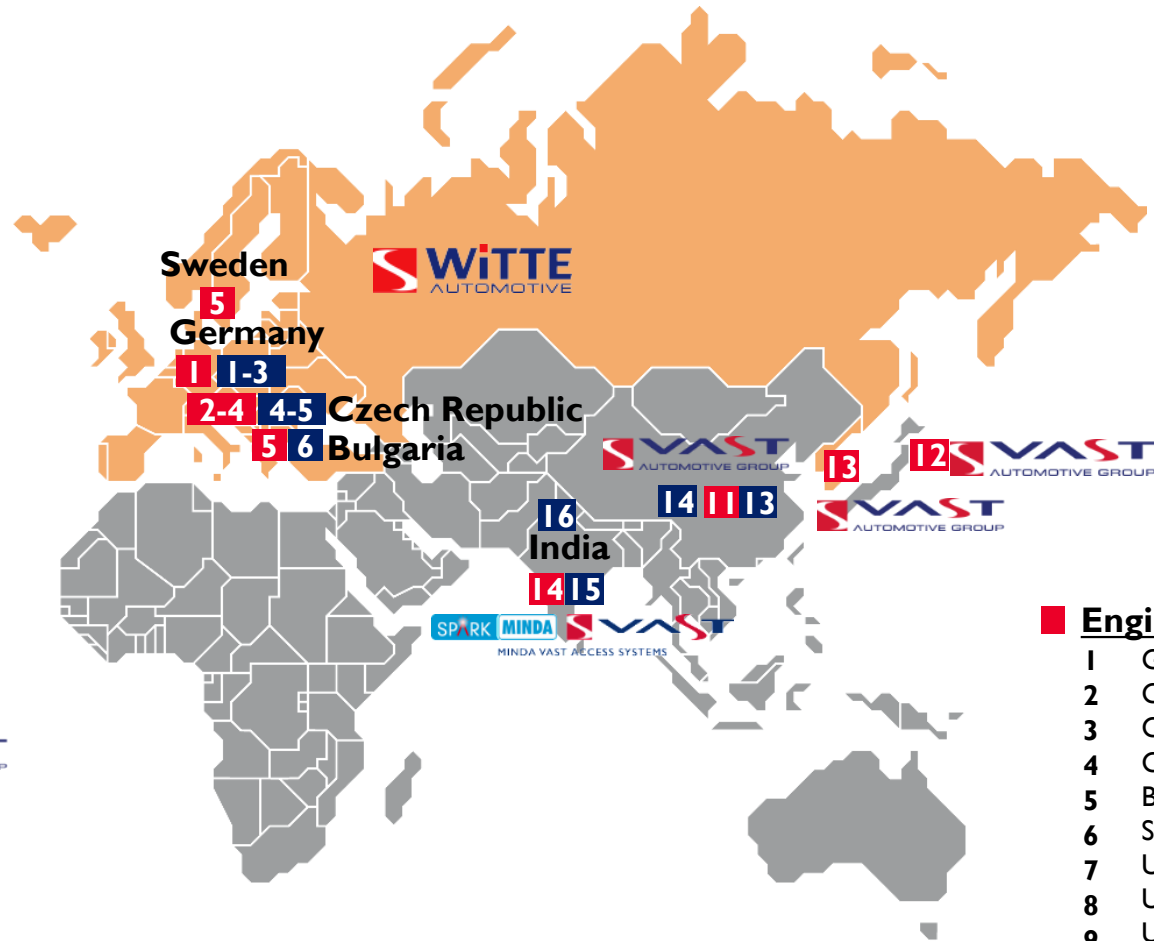 Sweden
5
WiTTE
AUTOMOTIVE
Germany
1 1-3
2-4 4-5 Czech Republic
5 6 Bulgaria
VAST
AUTOMOTIVE GROUP
13
12 VAST
AUTOMOTIVE GROUP
14 11 13
VAST
AUTOMOTIVE GROUP
16
India
14 15
SPARK MINDA VAST
MINDA VAST ACCESS SYSTEMS
Engi
1 G
2 C
3 C
4 C
5 B
6 S
7 U
8 U
9 U